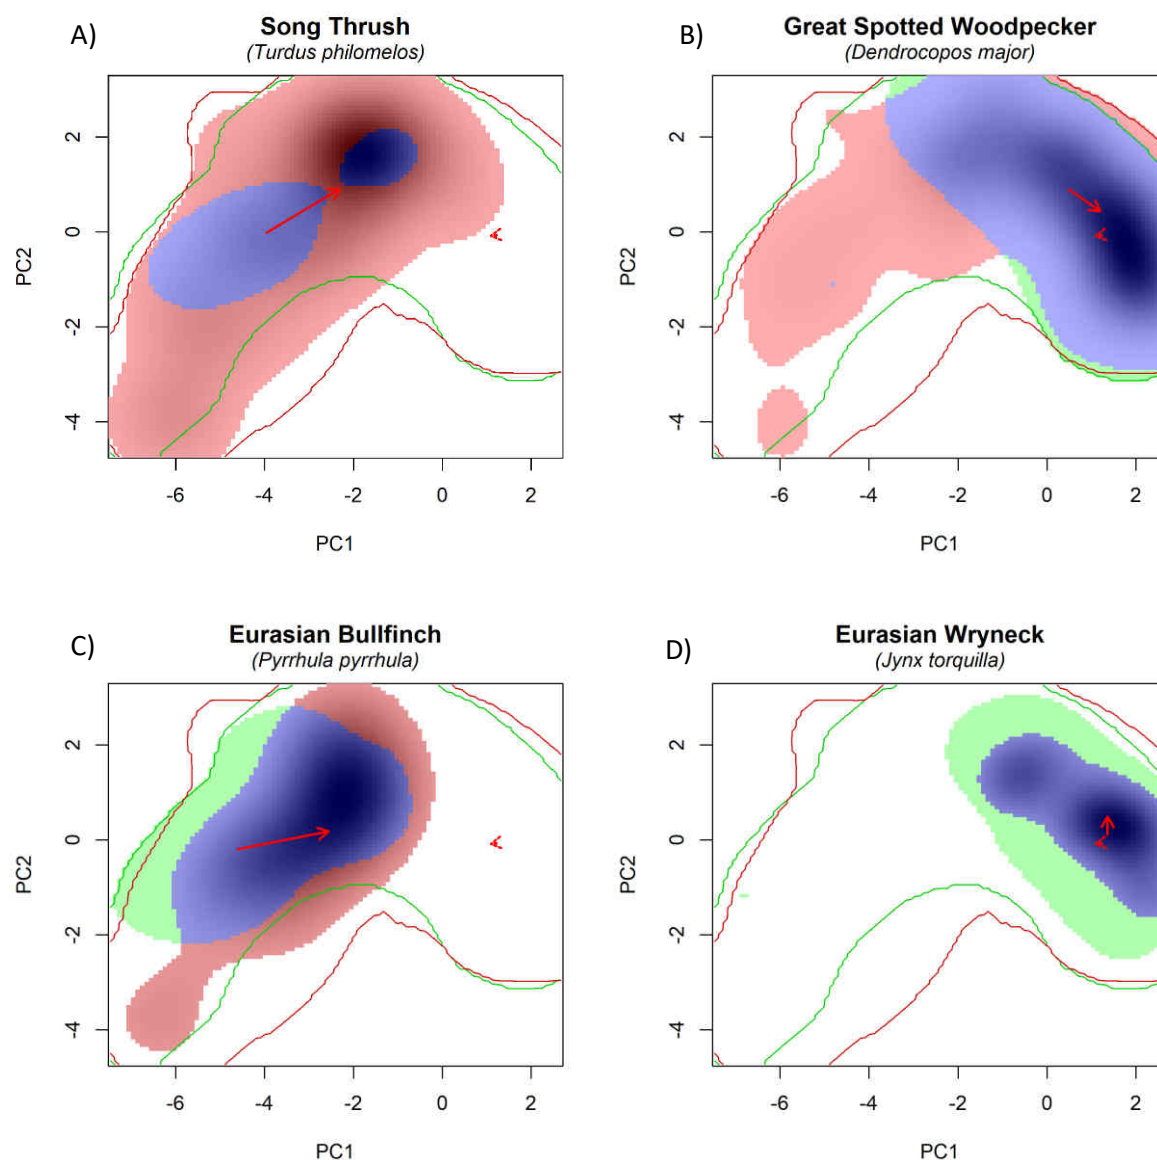 A)
Song Thrush
(Turdus philomelos)
PC2
2
0
-2
-4
-6 -4 -2 0 2
PC1
B)
Great Spotted Woodpecker
(Dendrocopos major)
PC2
2
0
-2
-4
-6 -4 -2 0 2
PC1
C)
Eurasian Bullfinch
(Pyrrhula pyrrhula)
PC2
2
0
-2
-4
-6 -4 -2 0 2
PC1
D)
Eurasian Wryneck
(Jynx torquilla)
PC2
2
0
-2
-4
-6 -4 -2 0 2
PC1